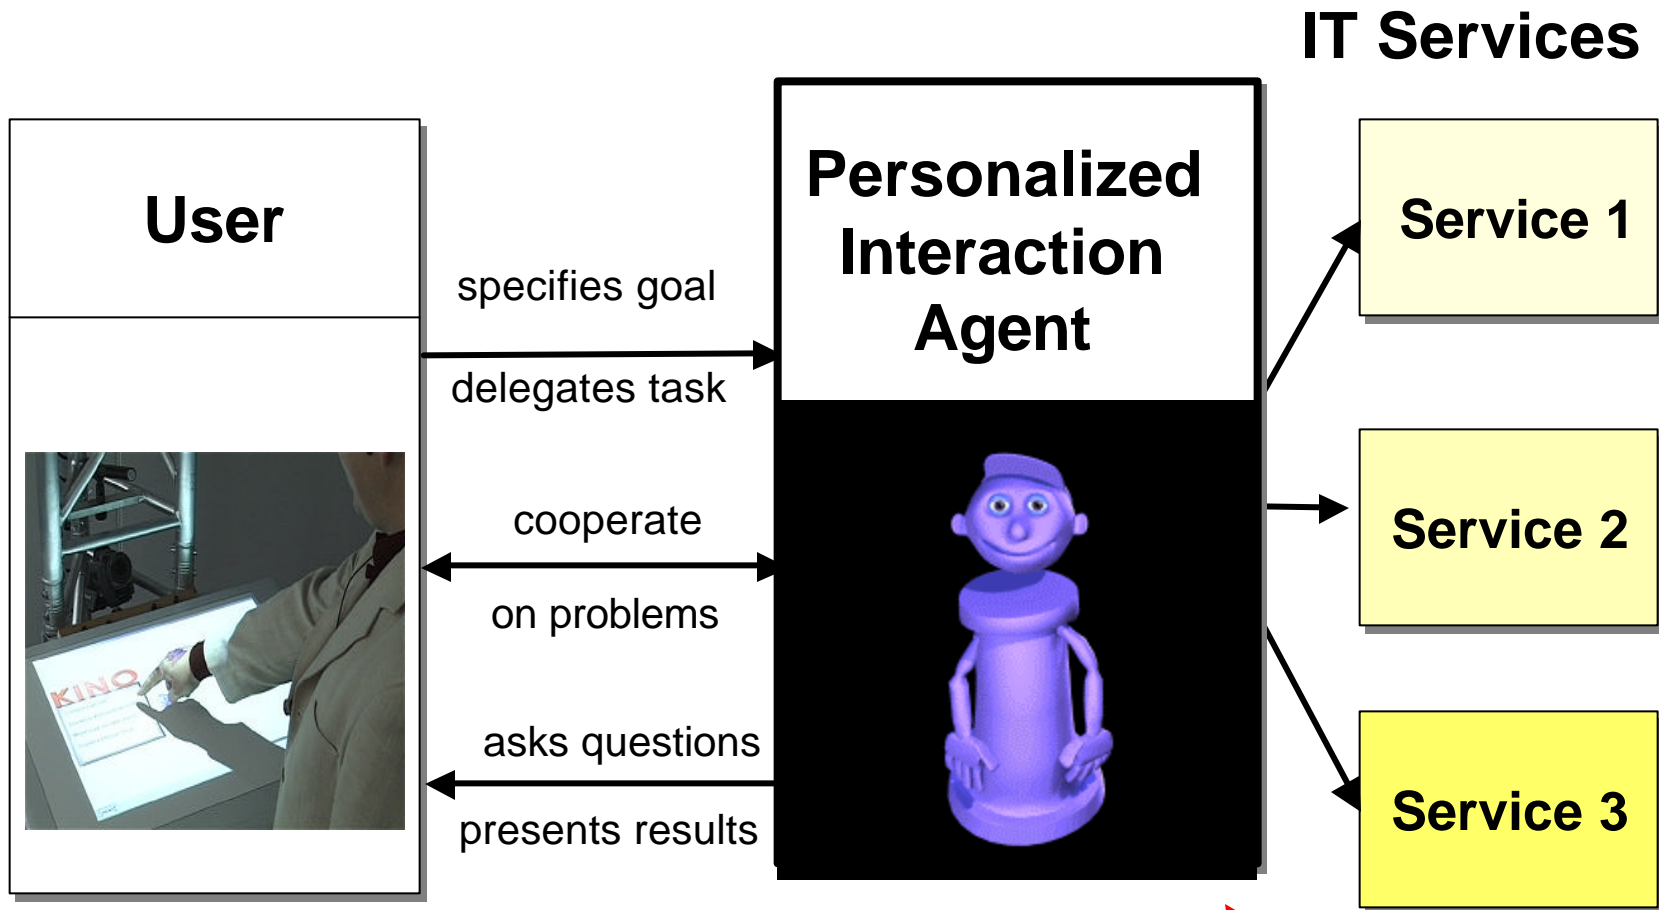 IT Services
User
Personalized
Interaction
Agent
specifies goal
delegates task
cooperate
on problems
asks questions
presents results
KINO
Service 1
Service 2
Service 3